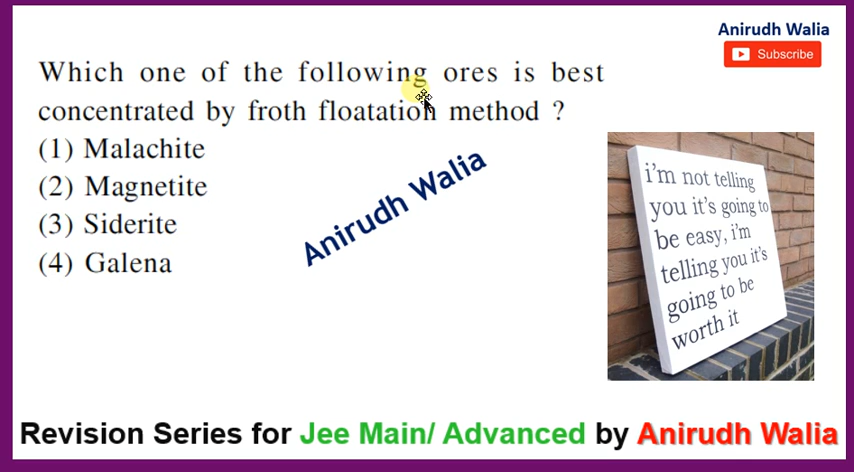 Anirudh Walia
Subscribe
Which one of the following ores is best
concentrated by froth floatation method ?
(1) Malachite
(2) Magnetite
(3) Siderite
(4) Galena
Anirudh Walia
i'm not telling
you it's going to
be easy, i'm
telling you it's
going to be
worth it
Revision Series for Jee Main/ Advanced by Anirudh Walia